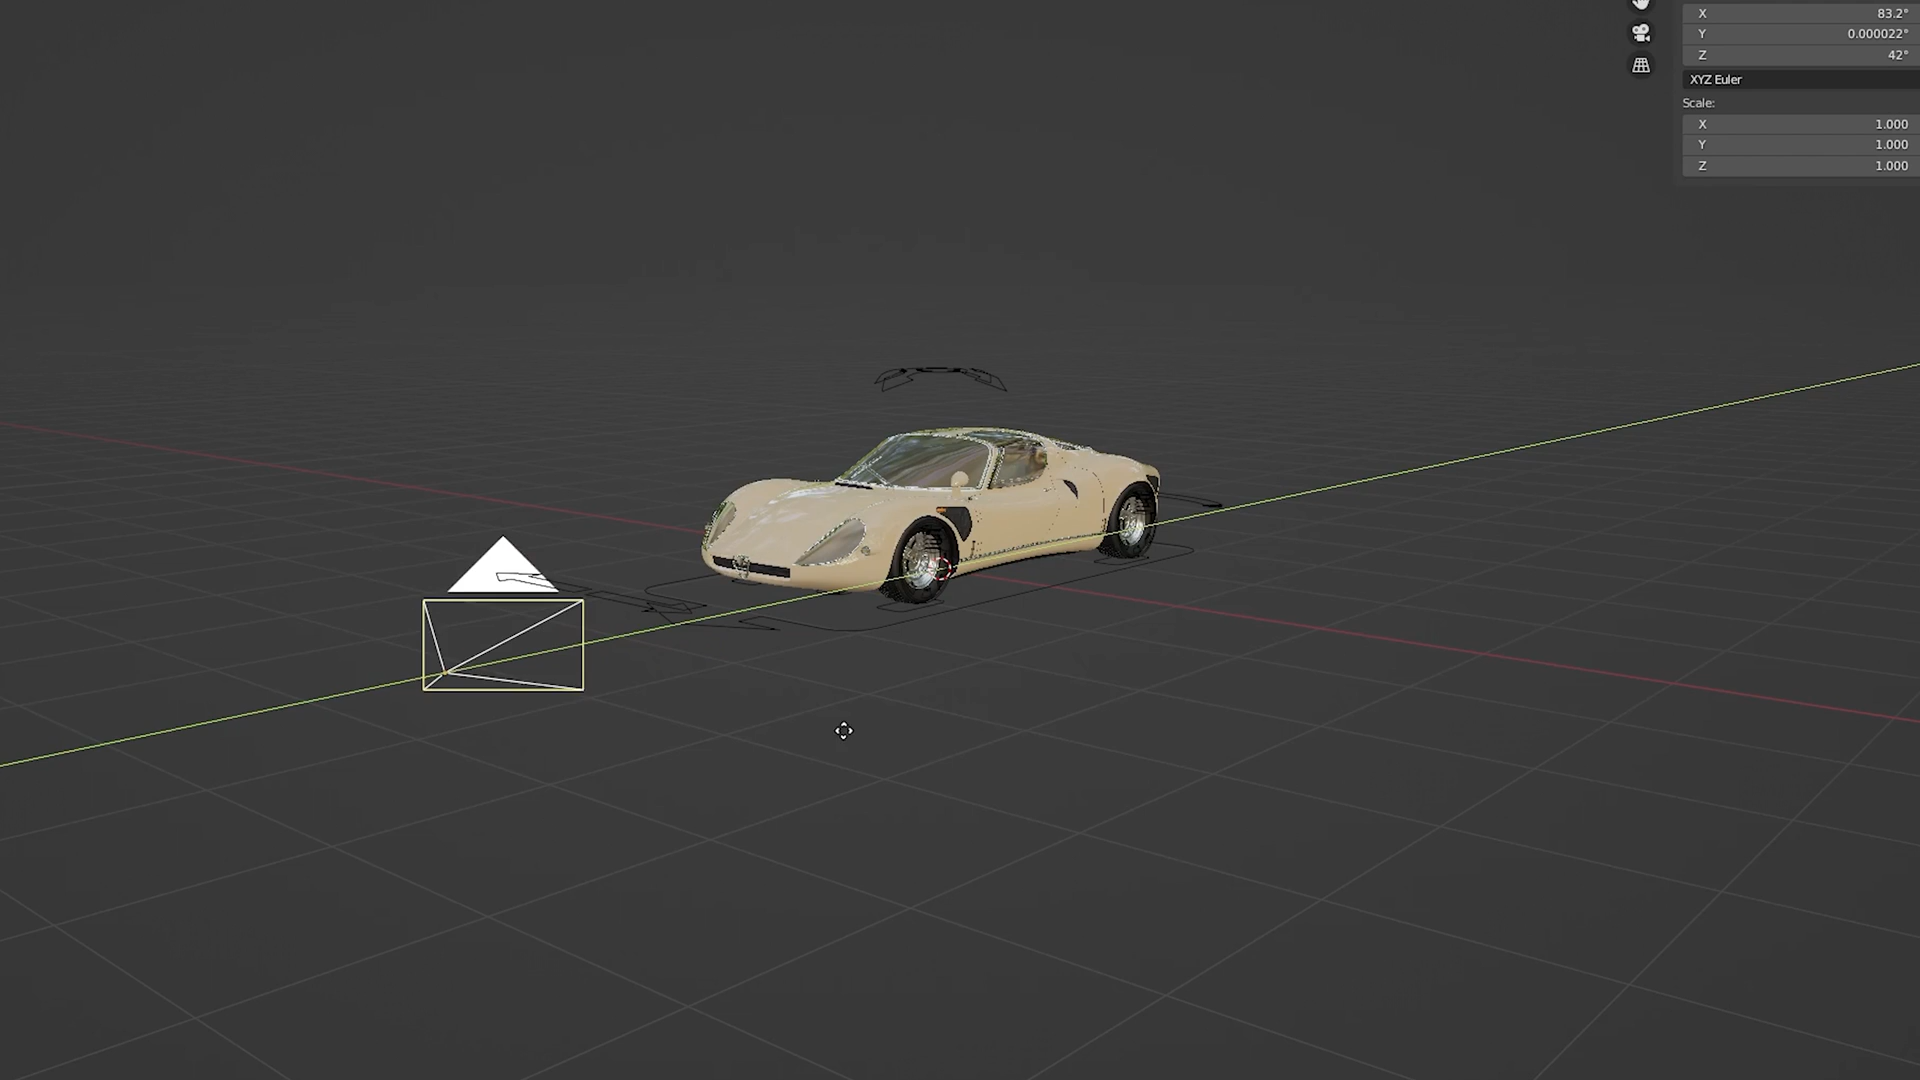 X 83.2°
Y 0.000022°
Z 42°
XYZ Euler
Scale:
X 1.000
Y 1.000
Z 1.000